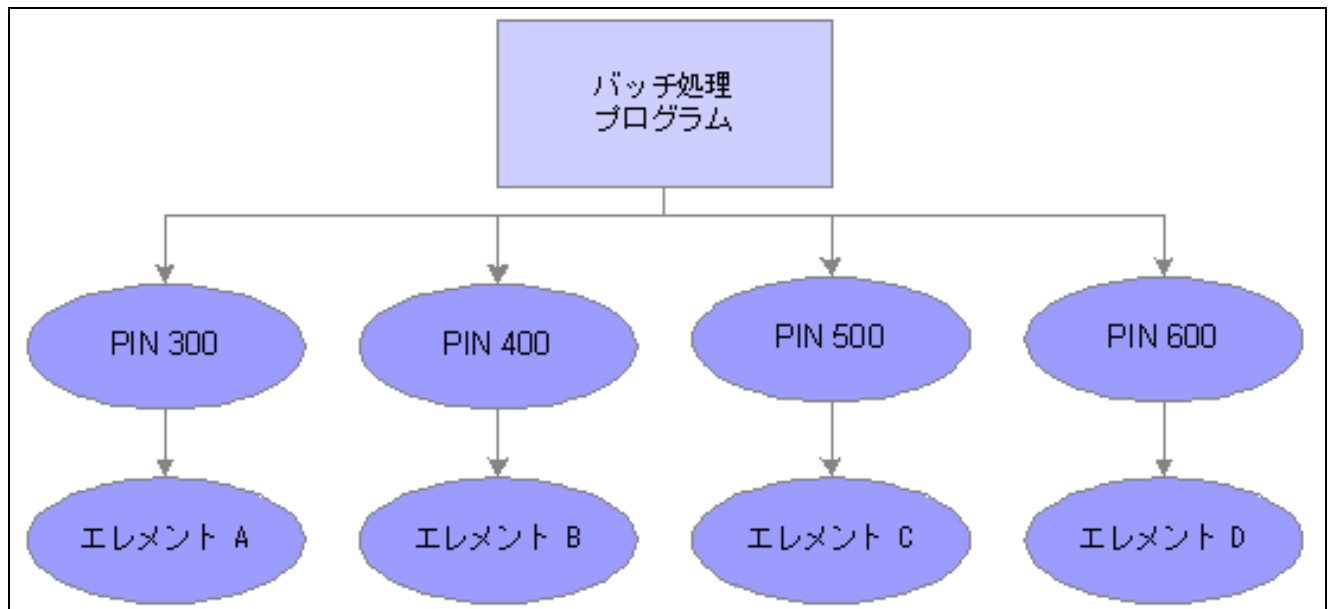 バッチ処理
プログラム
PIN 300
PIN 400
PIN 500
PIN 600
エレメント A
エレメント B
エレメント C
エレメント D